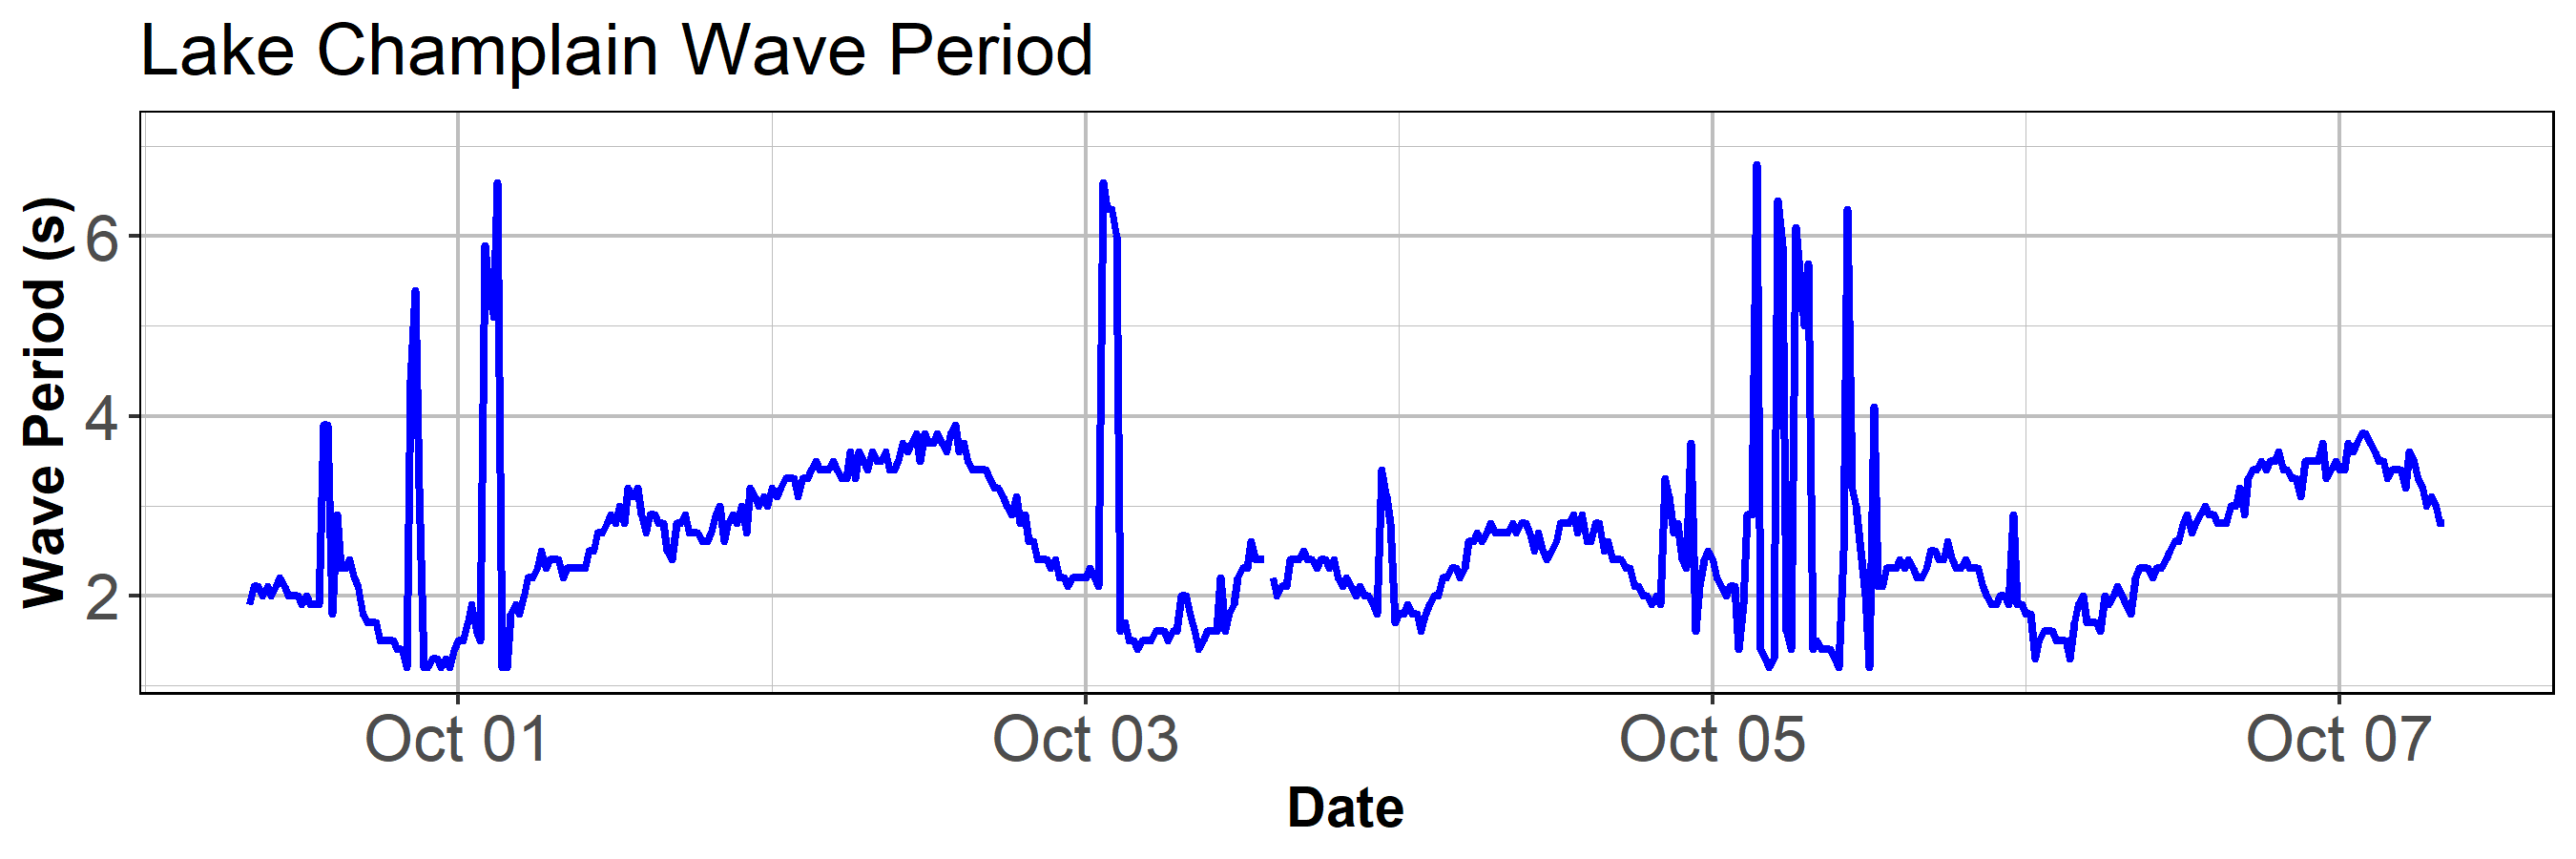 Lake Champlain Wave Period
Wave Period (s)
6
4
2
Oct 01
Oct 03
Oct 05
Oct 07
Date